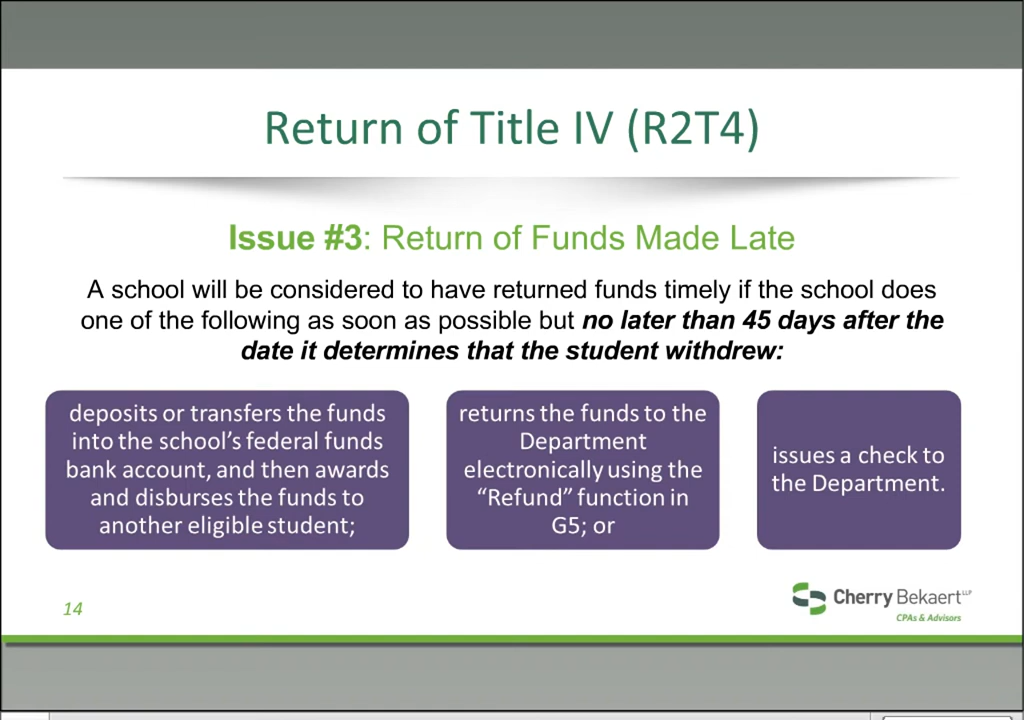 Return of Title IV (R2T4)
Issue #3: Return of Funds Made Late
A school will be considered to have returned funds timely if the school does
one of the following as soon as possible but no later than 45 days after the
date it determines that the student withdrew:
deposits or transfers the funds
into the school's federal funds
bank account, and then awards
and disburses the funds to
another eligible student;
returns the funds to the
Department
electronically using the
“Refund” function in
G5; or
issues a check to
the Department.
14
Cherry Bekaert LLP
CPAs & Advisors